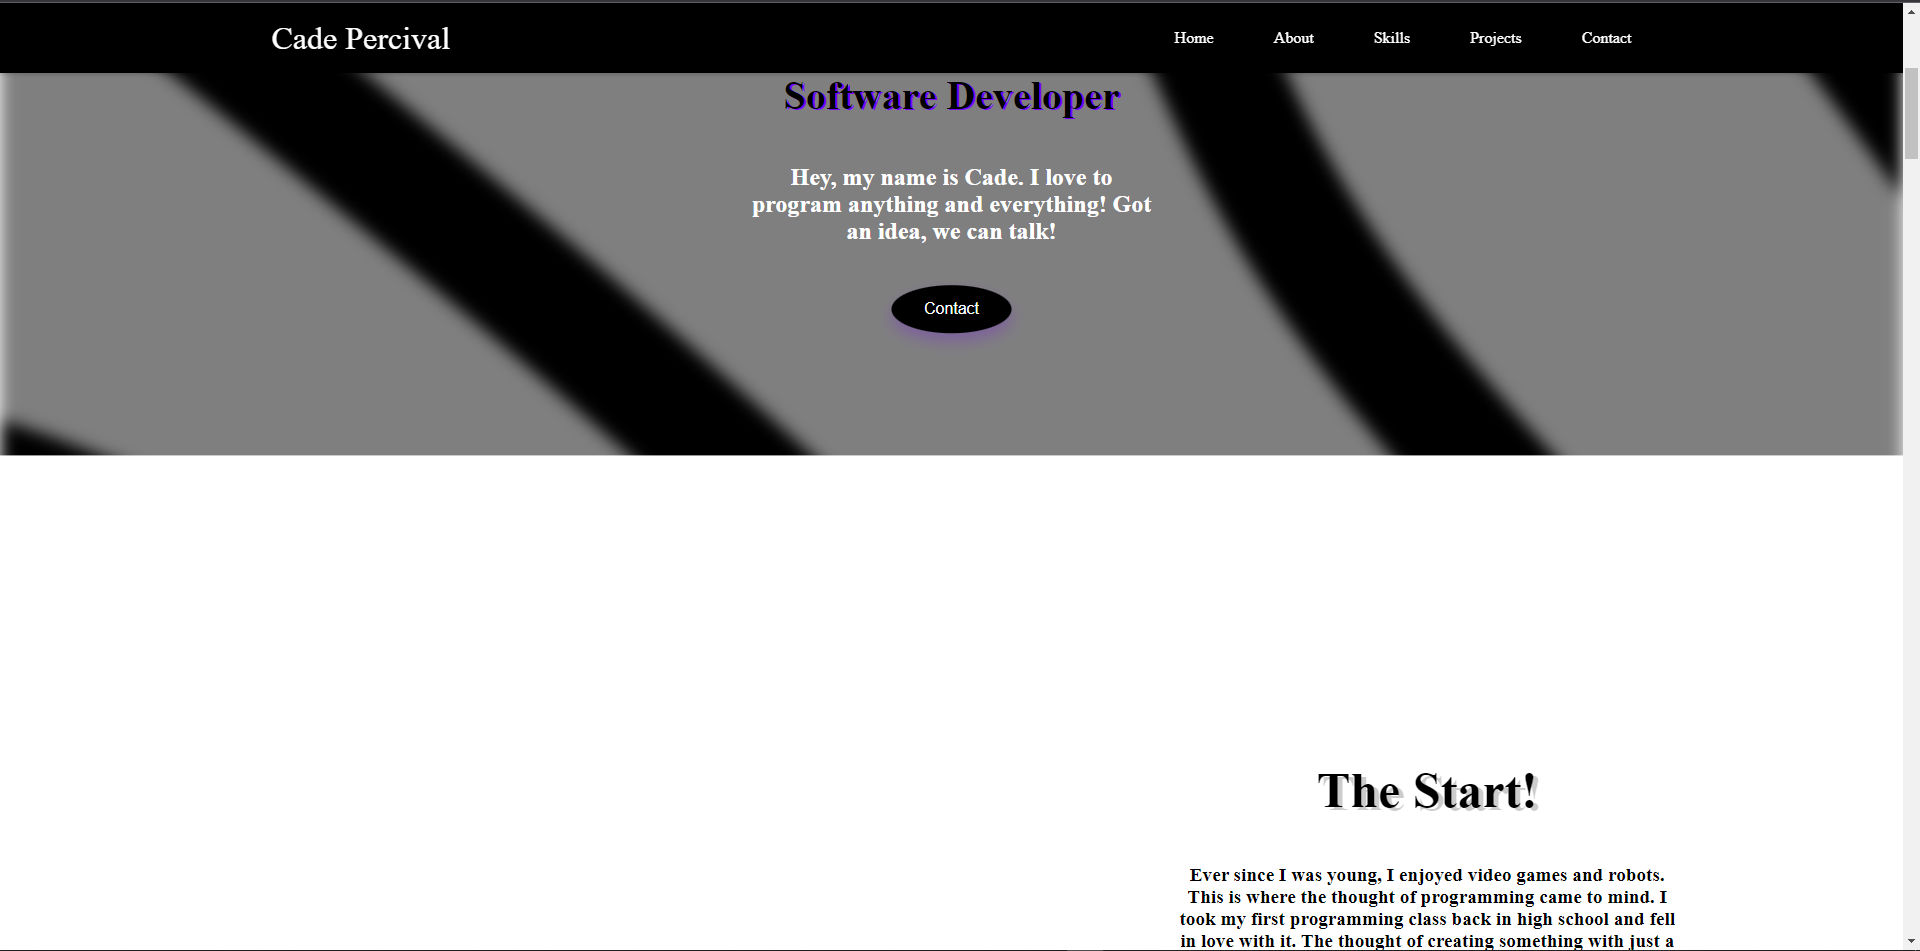 Cade Percival
Home
About
Skills
Projects
Contact
Software Developer
Hey, my name is Cade. I love to
program anything and everything! Got
an idea, we can talk!
Contact
The Start!
Ever since I was young, I enjoyed video games and robots.
This is where the thought of programming came to mind. I
took my first programming class back in high school and fell
in love with it. The thought of creating something with just a